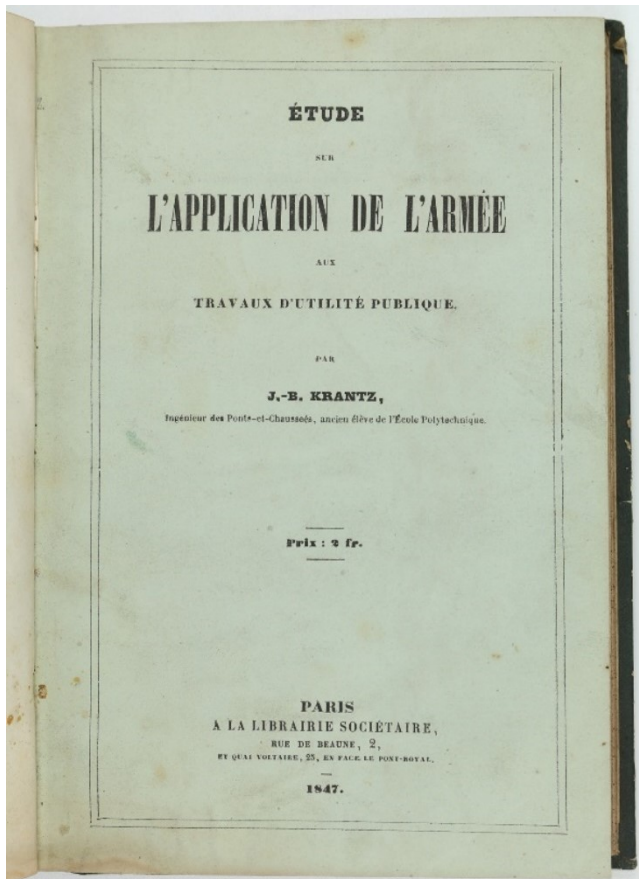 ÉTUDE
SUR
L'APPLICATION DE L'ARMÉE
AUX
TRAVAUX D'UTILITÉ PUBLIQUE.
PAR
J.-B. KRANTZ,
Ingénieur des Ponts-et-Chaussées, ancien élève de l'École Polytechnique.
Prix : 2 fr.
PARIS
A LA LIBRAIRIE SOCIÉTAIRE,
RUE DE BEAUNE, 2,
ET QUAI VOLTAIRE, 25, EN FACE LE PONT-ROYAL.
1847.